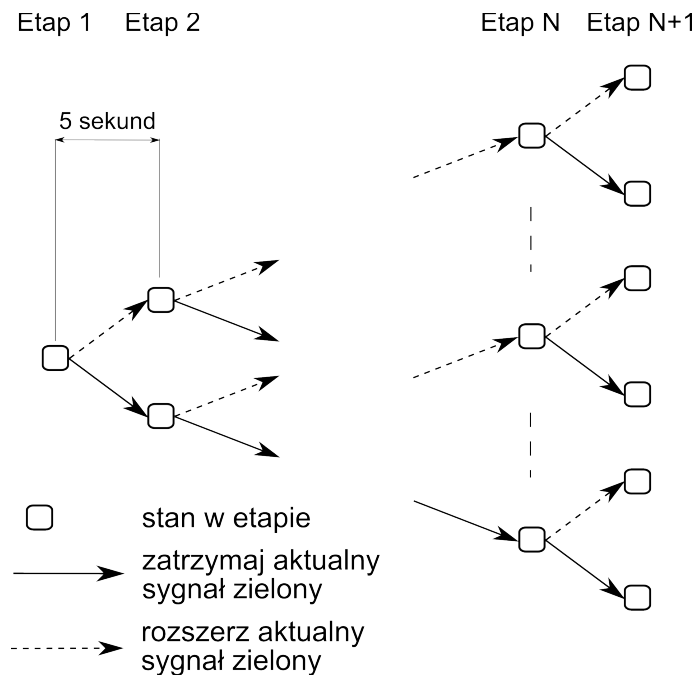 Etap 1
Etap 2
Etap N
Etap N+1
5 sekund
stan w etapie
zatrzymaj aktualny
sygnał zielony
rozszerz aktualny
sygnał zielony